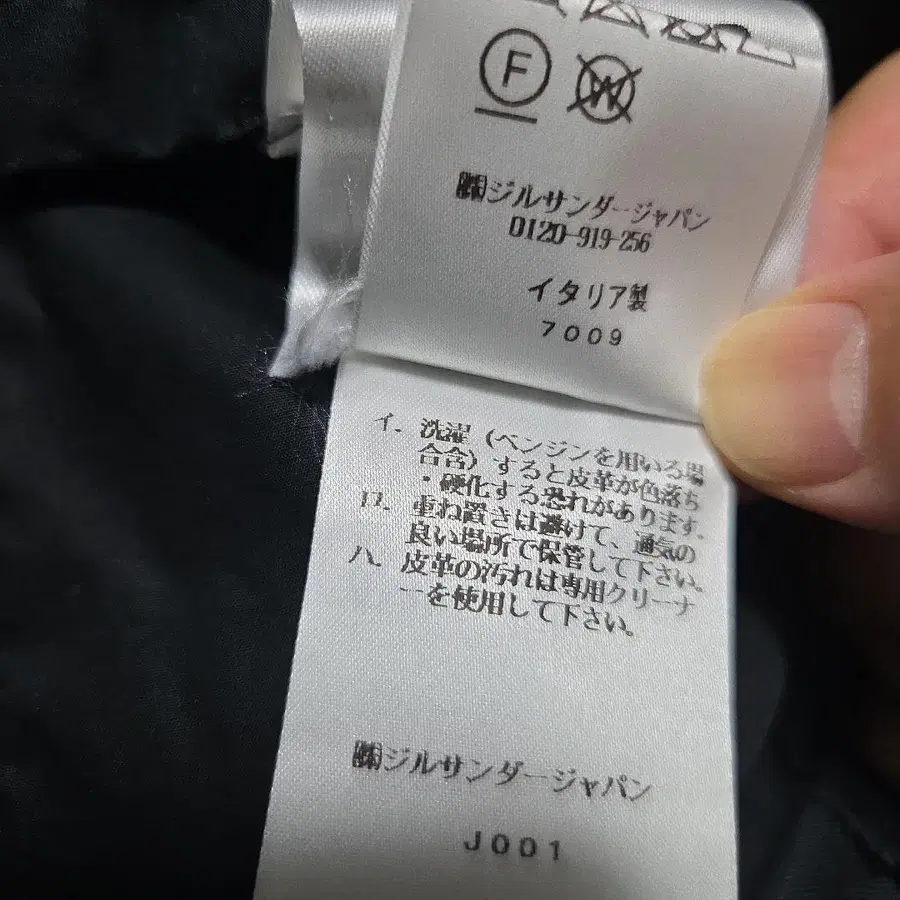 F
W
㈱ジルサンダージャパン
0120-919-256
イタリア製
7009
イ. 洗濯 (ベンジンを用いる場
合含) すると皮革が色落ち
・硬化する恐れがあります.
ロ. 重ね置きは避けて、通気の
良い場所で保管して下さい。
ハ. 皮革の汚れは専用クリーナ
ーを使用して下さい。
㈱ジルサンダージャパン
J001